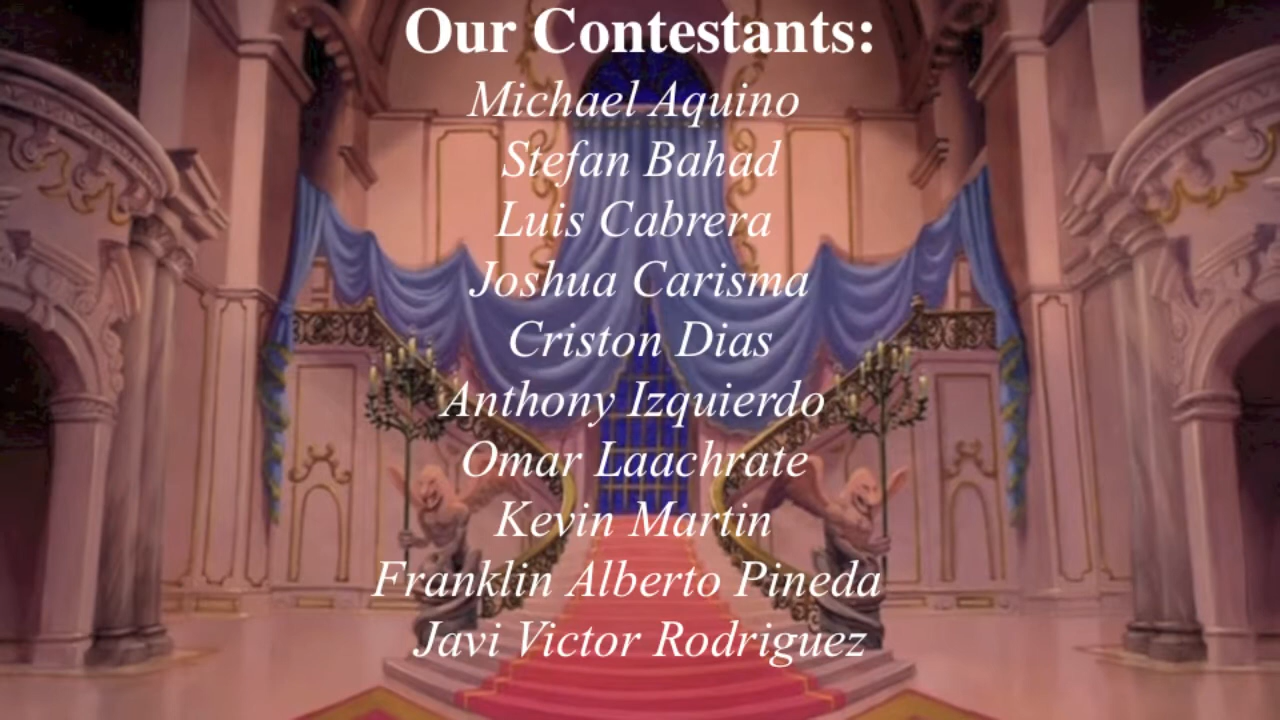 Our Contestants:
Michael Aquino
Stefan Bahad
Luis Cabrera
Joshua Carisma
Criston Dias
Anthony Izquierdo
Omar Laachrate
Kevin Martin
Franklin Alberto Pineda
Javi Victor Rodriguez